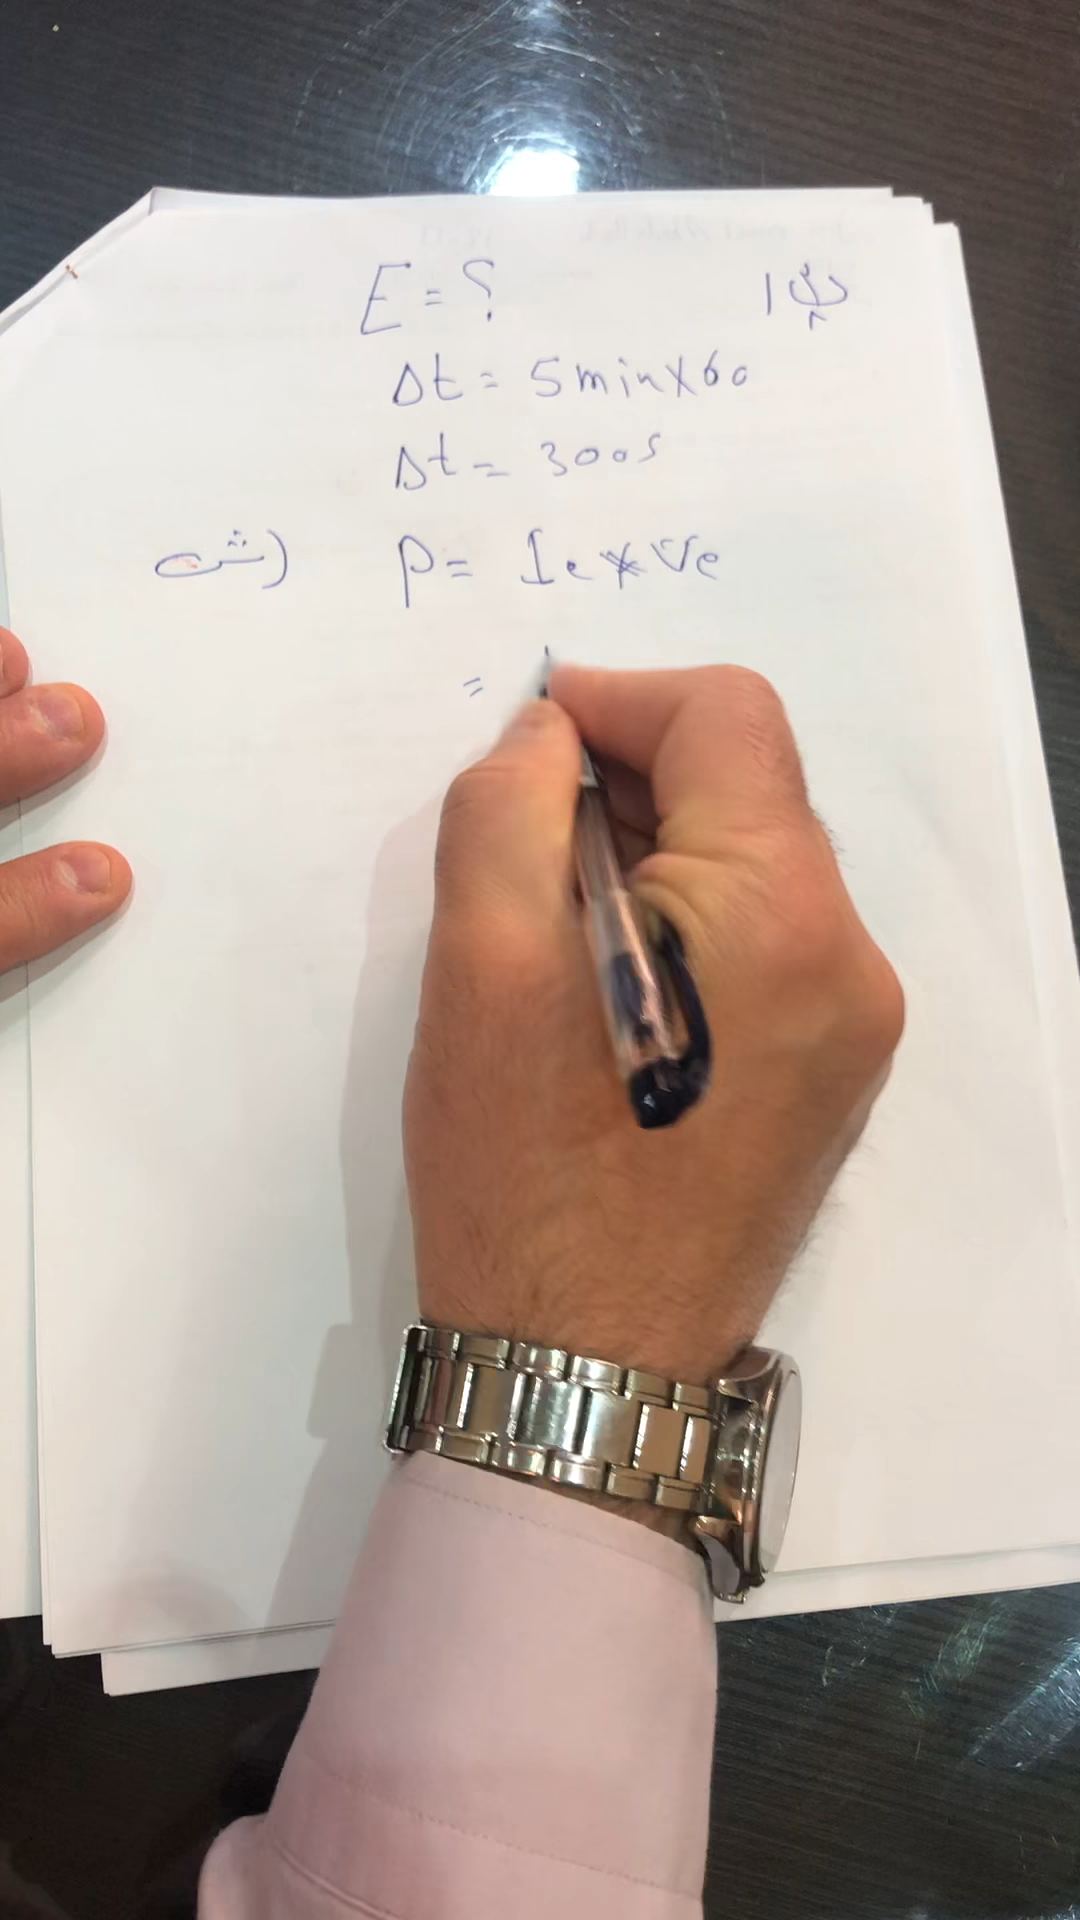 E = ?
Δt = 5min×60
Δt = 300s
ش) P = Ie × Ve
=